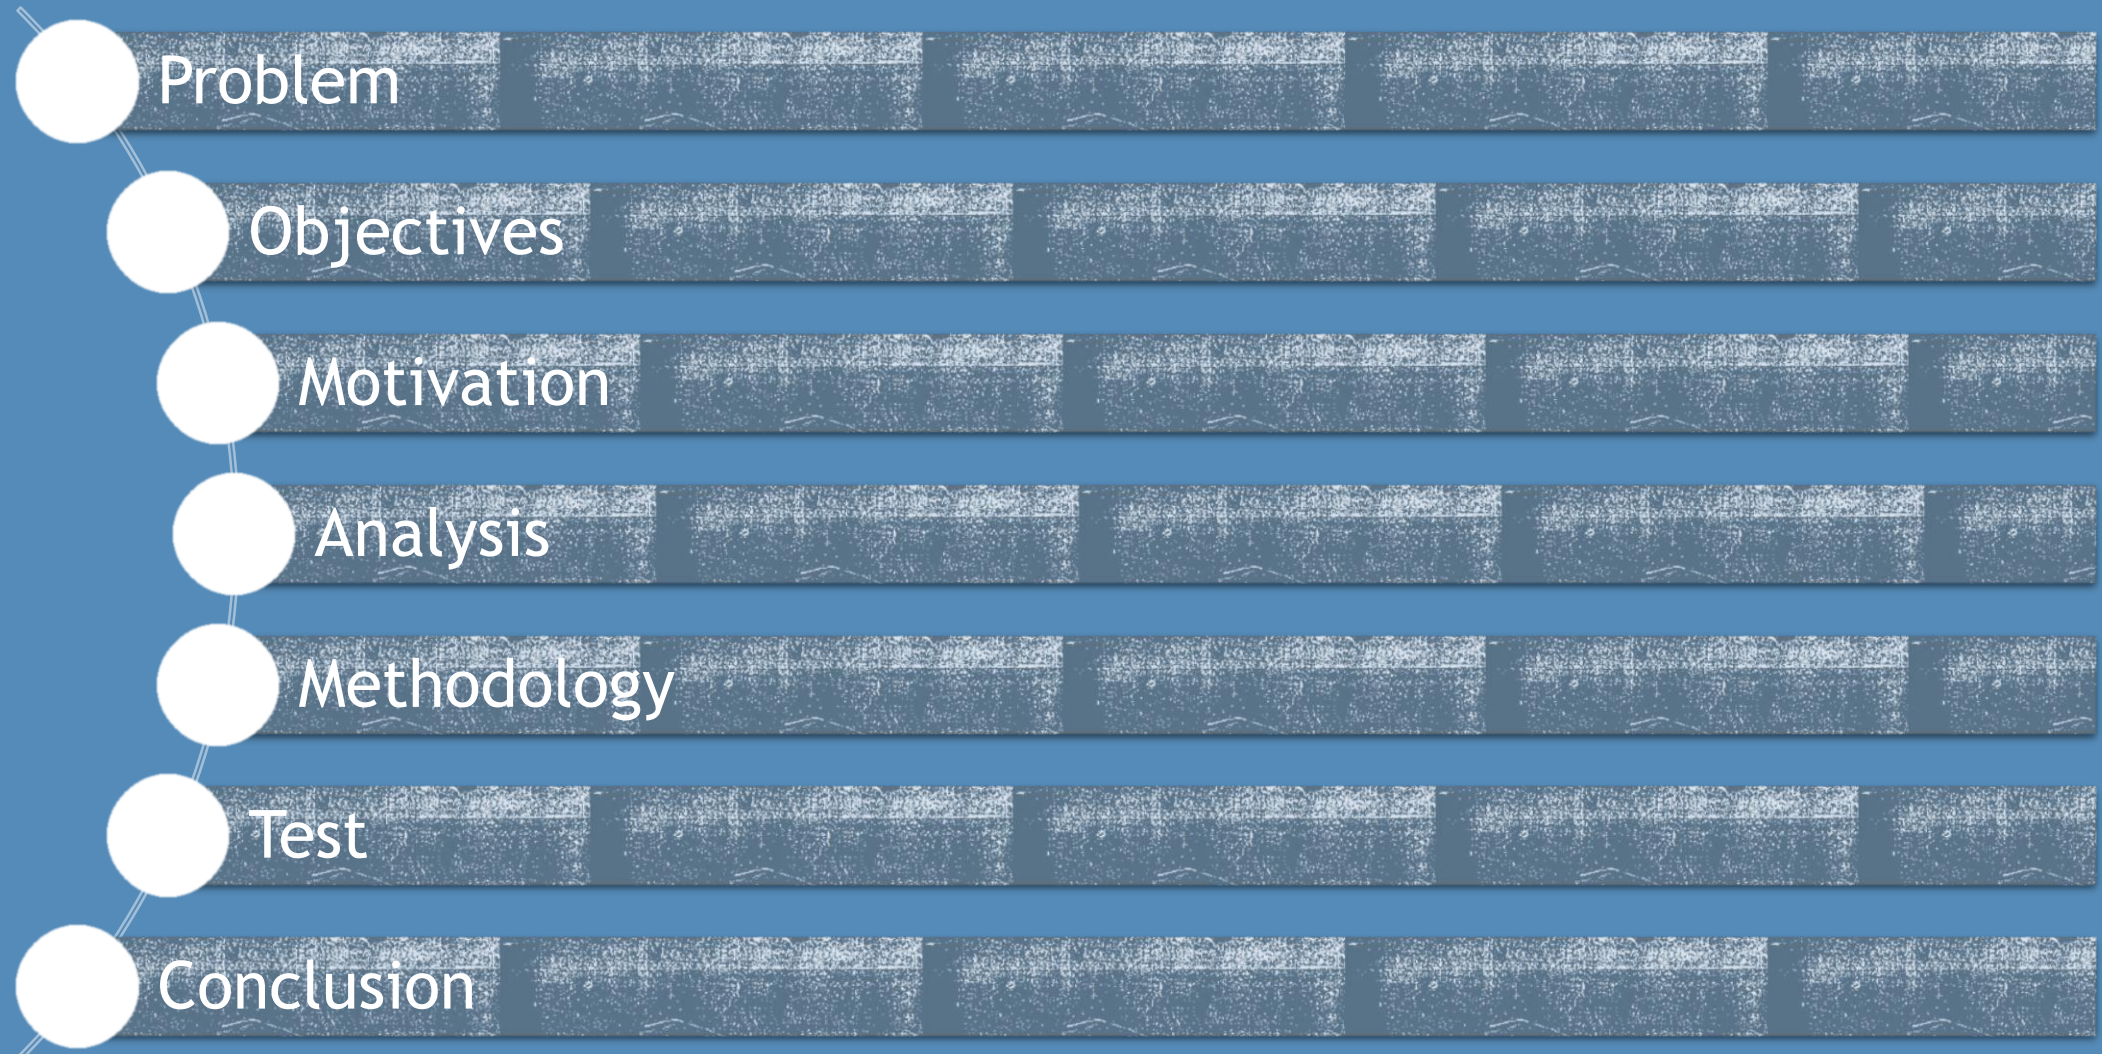 Problem
Objectives
Motivation
Analysis
Methodology
Test
Conclusion